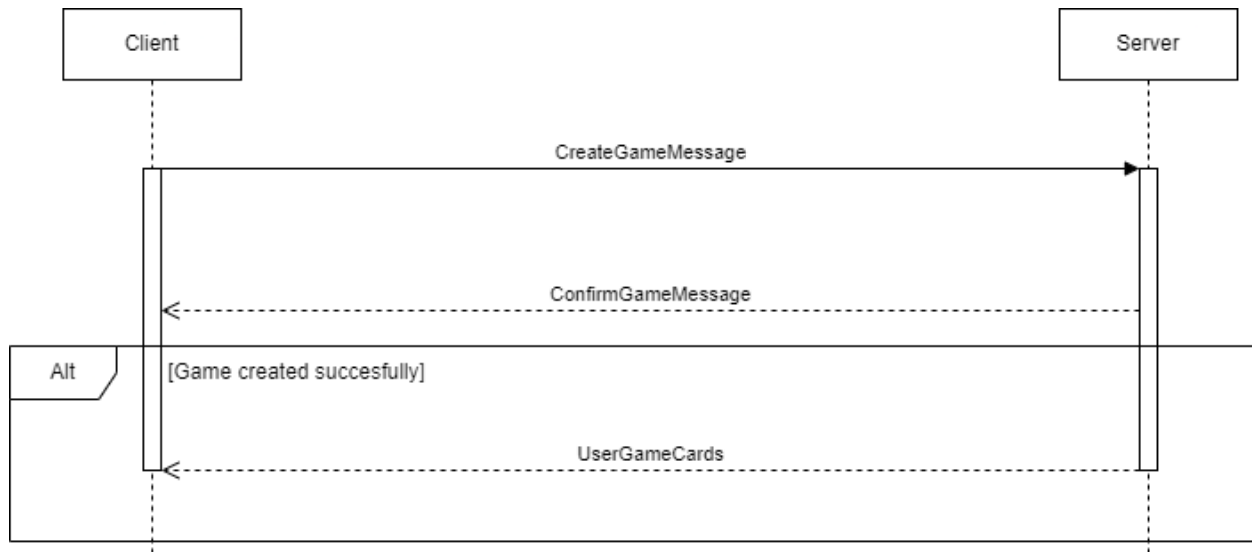 Client
Server
CreateGameMessage
ConfirmGameMessage
Alt
[Game created succesfully]
UserGameCards